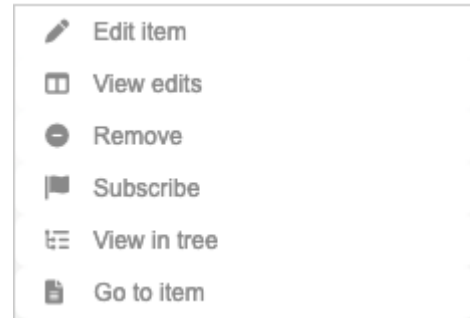 Edit item
View edits
Remove
Subscribe
View in tree
Go to item